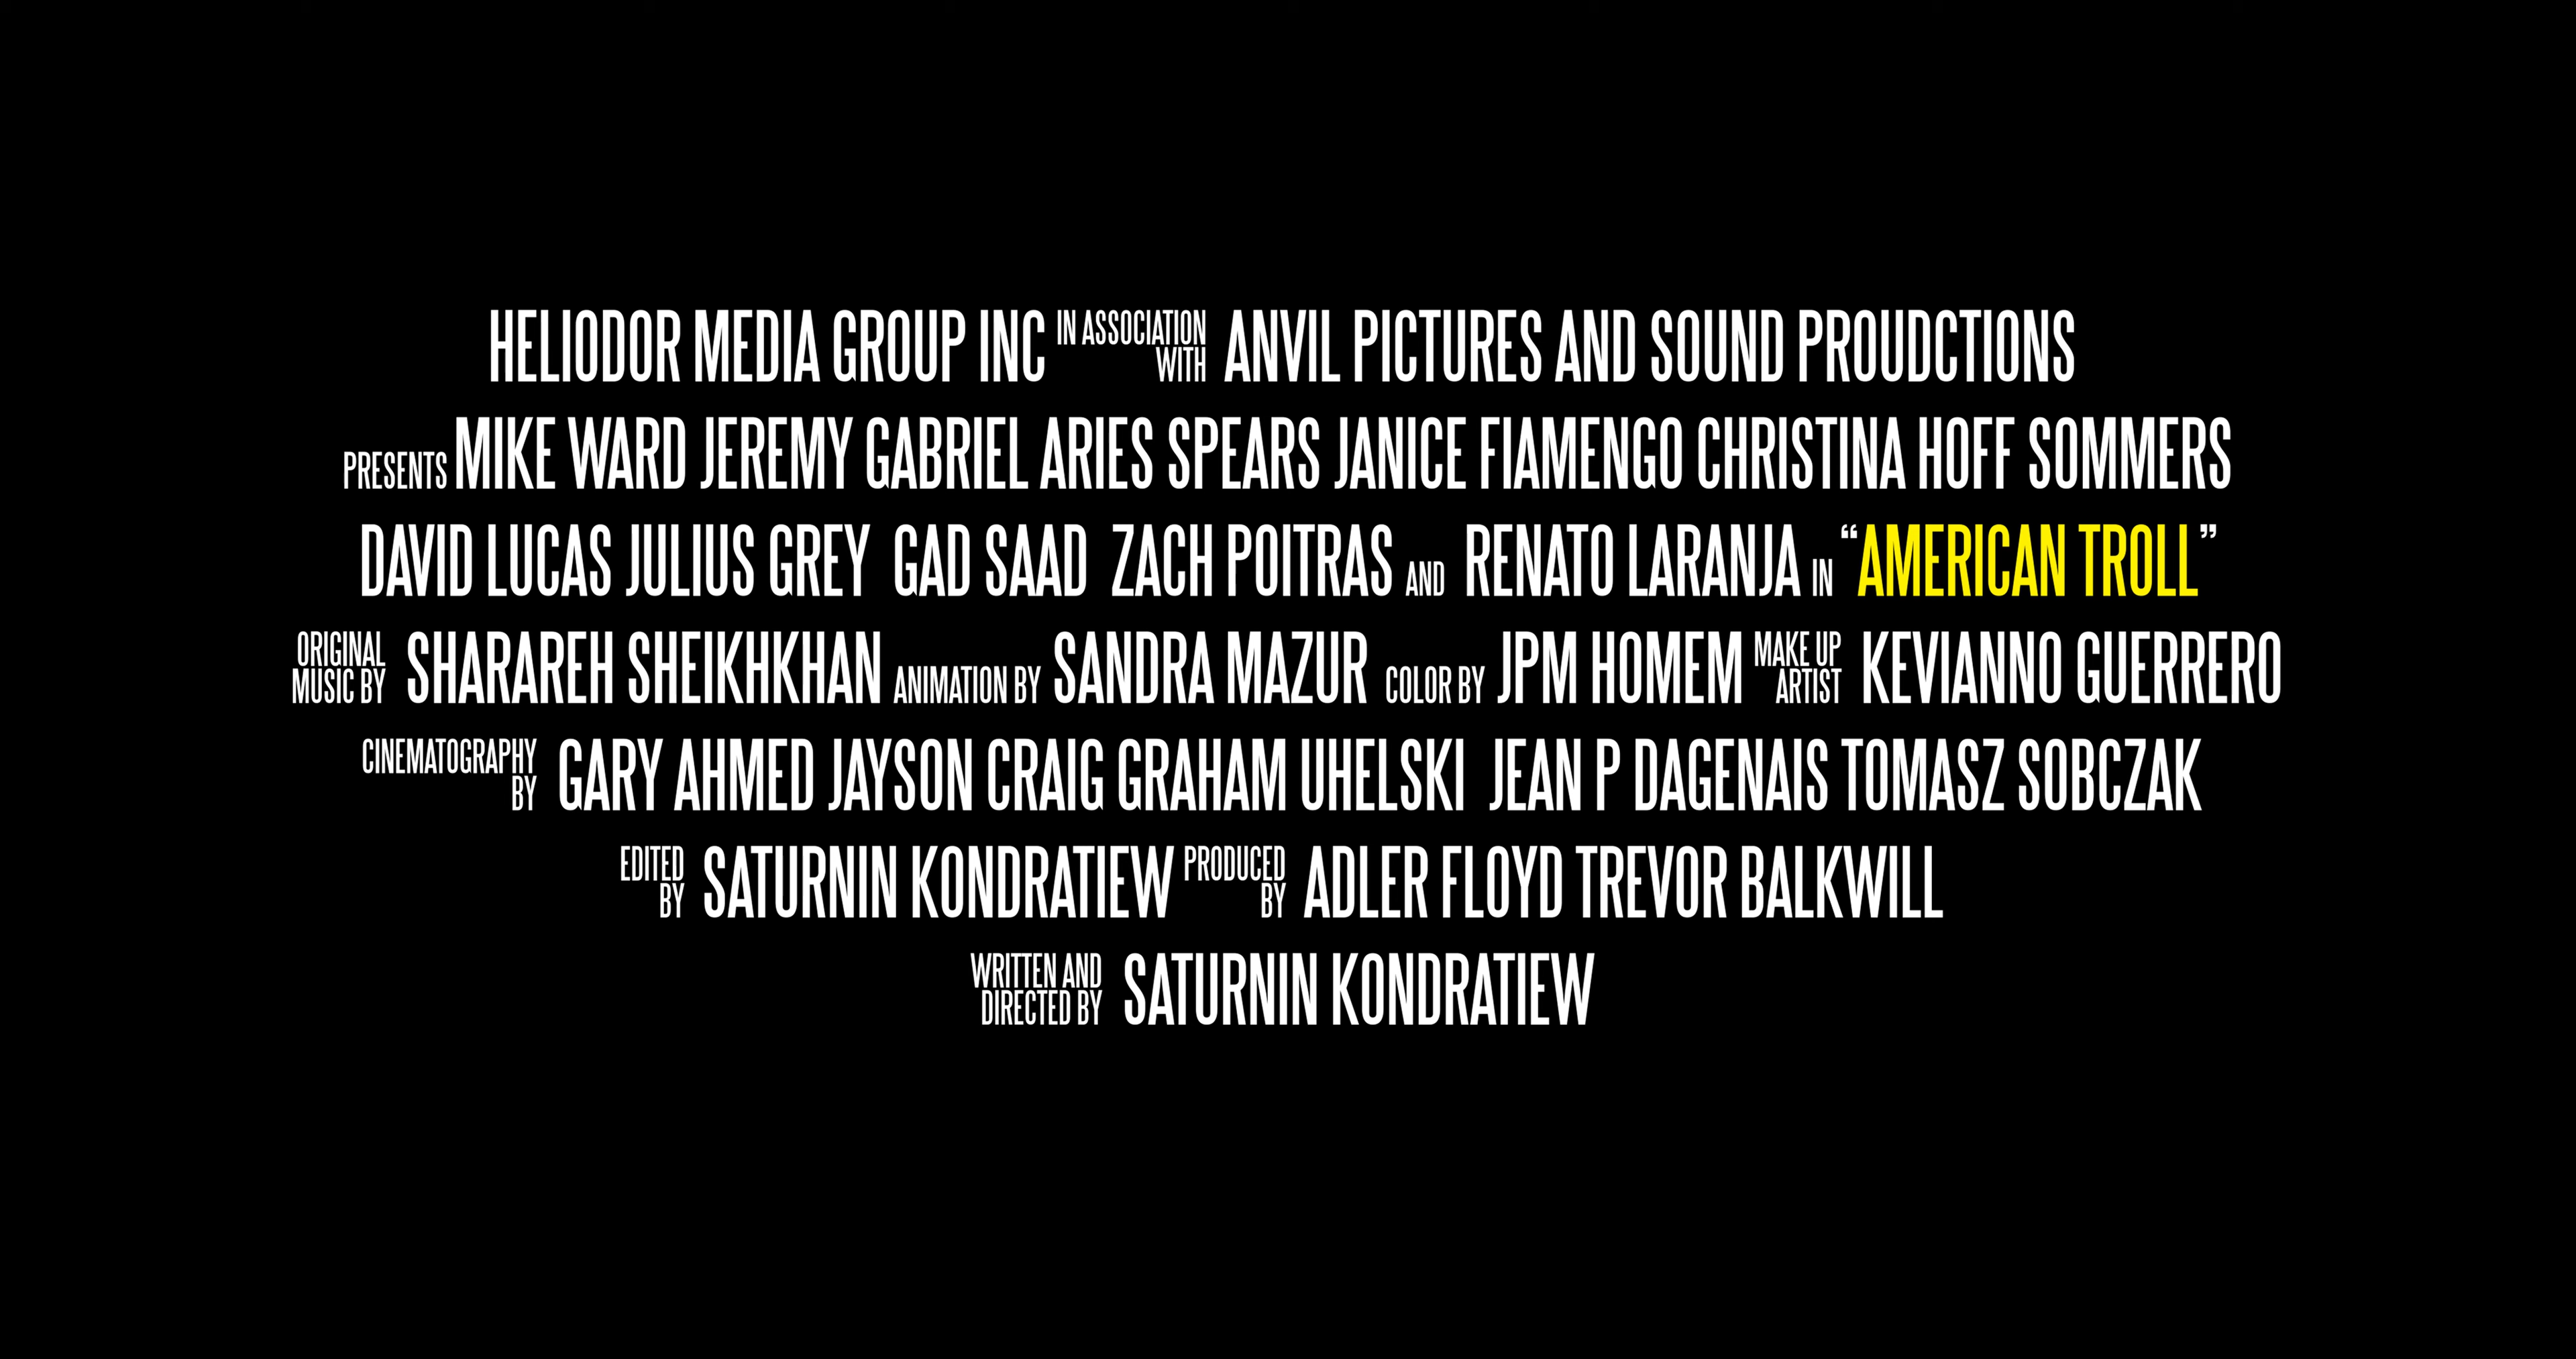 HELIODOR MEDIA GROUP INC IN ASSOCIATION WITH ANVIL PICTURES AND SOUND PROUDCTIONS
PRESENTS MIKE WARD JEREMY GABRIEL ARIES SPEARS JANICE FIAMENGO CHRISTINA HOFF SOMMERS
DAVID LUCAS JULIUS GREY GAD SAAD ZACH POITRAS AND RENATO LARANJA IN “AMERICAN TROLL”
ORIGINAL MUSIC BY SHARAREH SHEIKHKHAN ANIMATION BY SANDRA MAZUR COLOR BY JPM HOMEM MAKE UP ARTIST KEVIANNO GUERRERO
CINEMATOGRAPHY BY GARY AHMED JAYSON CRAIG GRAHAM UHELSKI JEAN P DAGENAIS TOMASZ SOBCZAK
EDITED BY SATURNIN KONDRATIEW PRODUCED BY ADLER FLOYD TREVOR BALKWILL
WRITTEN AND DIRECTED BY SATURNIN KONDRATIEW